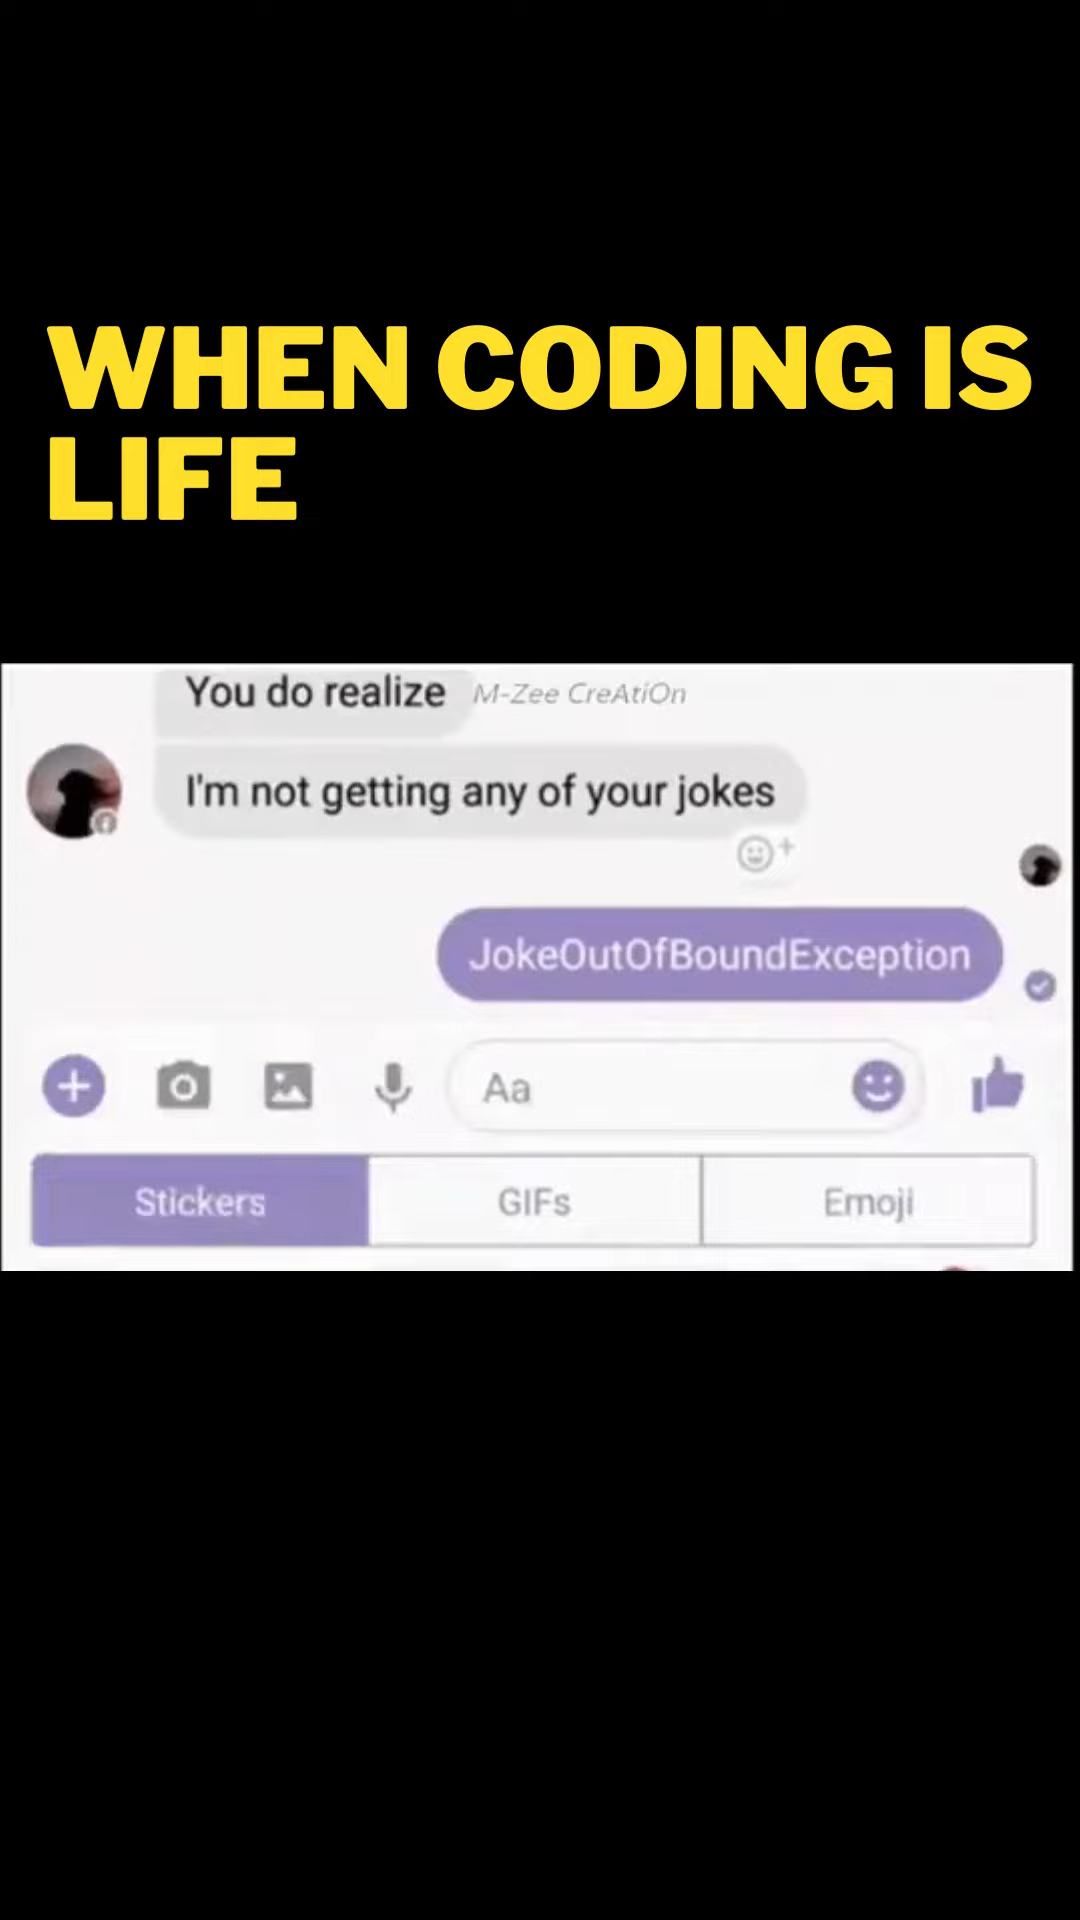 WHEN CODING IS
LIFE
You do realize M-Zee CreAtiOn
I'm not getting any of your jokes
JokeOutOfBoundException
Aa
Stickers GIFs Emoji